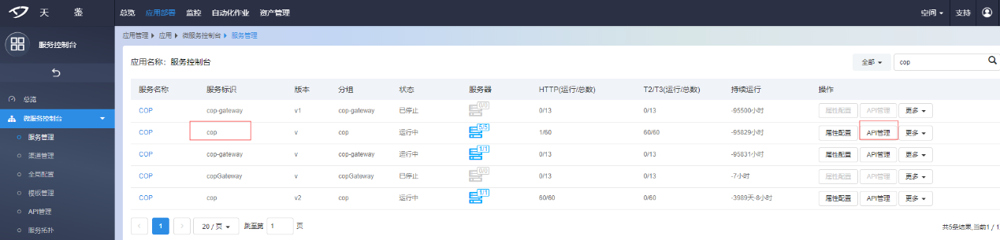 天 鉴 总览 应用部署 监控 自动化作业 资产管理 空间 支持
服务控制台
总览
微服务控制台
服务管理
渠道管理
全局配置
模板管理
API管理
服务拓扑
应用管理 应用 微服务控制台 服务管理
应用名称：服务控制台 全部 cop
服务名称 服务标识 版本 分组 状态 服务器 HTTP(运行/总数) T2/T3(运行/总数) 持续运行 操作
COP cop-gateway v1 cop-gateway 已停止 0/0 0/13 0/13 -95500小时 属性配置 API管理 更多
COP cop v cop 运行中 5/5 1/60 60/60 -95829小时 属性配置 API管理 更多
COP cop-gateway v cop-gateway 运行中 1/1 0/13 0/13 -95831小时 属性配置 API管理 更多
COP copGateway v copGateway 已停止 0/0 0/13 0/13 -7小时 属性配置 API管理 更多
COP cop v2 cop 运行中 1/1 60/60 0/60 -3989天-8小时 属性配置 API管理 更多
1 20 / 页 跳至第 1 页 共5条结果,当前1 / 1